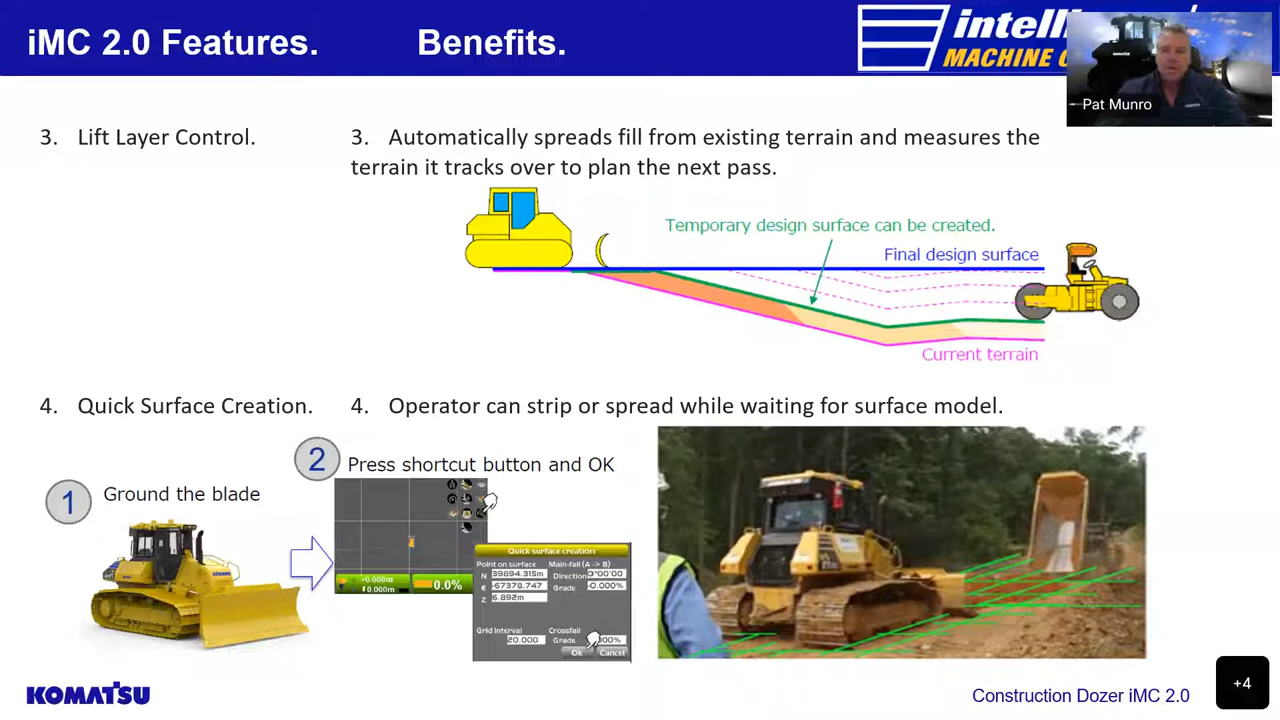 iMC 2.0 Features. Benefits.
MACHINE
Pat Munro
3. Lift Layer Control.
3. Automatically spreads fill from existing terrain and measures the
terrain it tracks over to plan the next pass.
Temporary design surface can be created.
Final design surface
Current terrain
4. Quick Surface Creation.
4. Operator can strip or spread while waiting for surface model.
1 Ground the blade
2 Press shortcut button and OK
+0.000m
0.000m
0.0%
Quick surface creation
Point on surface Main-fall (A -> B)
N 39894.315m Direction 0°00'00
E -67378.747 Grade -0.000%
Z 6.892m
Grid interval Crossfall
20.000 Grade 000%
Ok Cancel
KOMATSU
Construction Dozer iMC 2.0
+4